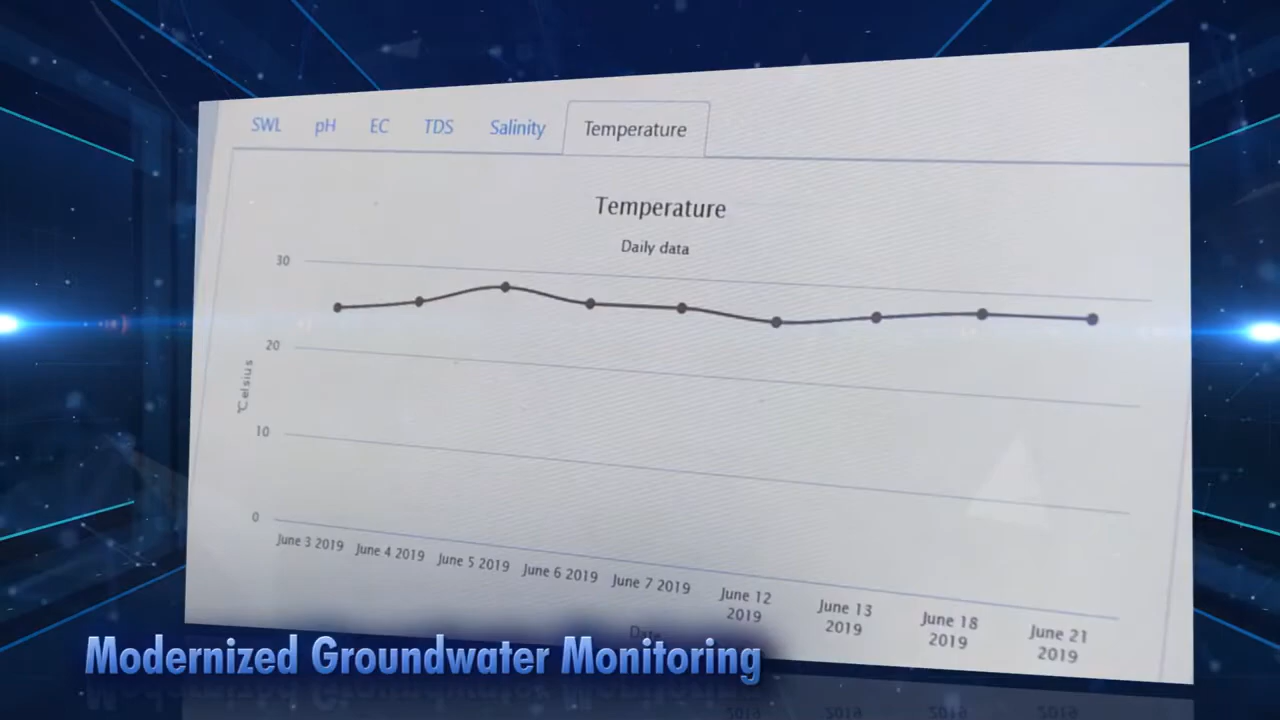 SWL pH EC TDS Salinity Temperature
Temperature
Daily data
30
20
10
0
℃elsius
June 3 2019 June 4 2019 June 5 2019 June 6 2019 June 7 2019 June 12 2019 June 13 2019 June 18 2019 June 21 2019
Date
Modernized Groundwater Monitoring